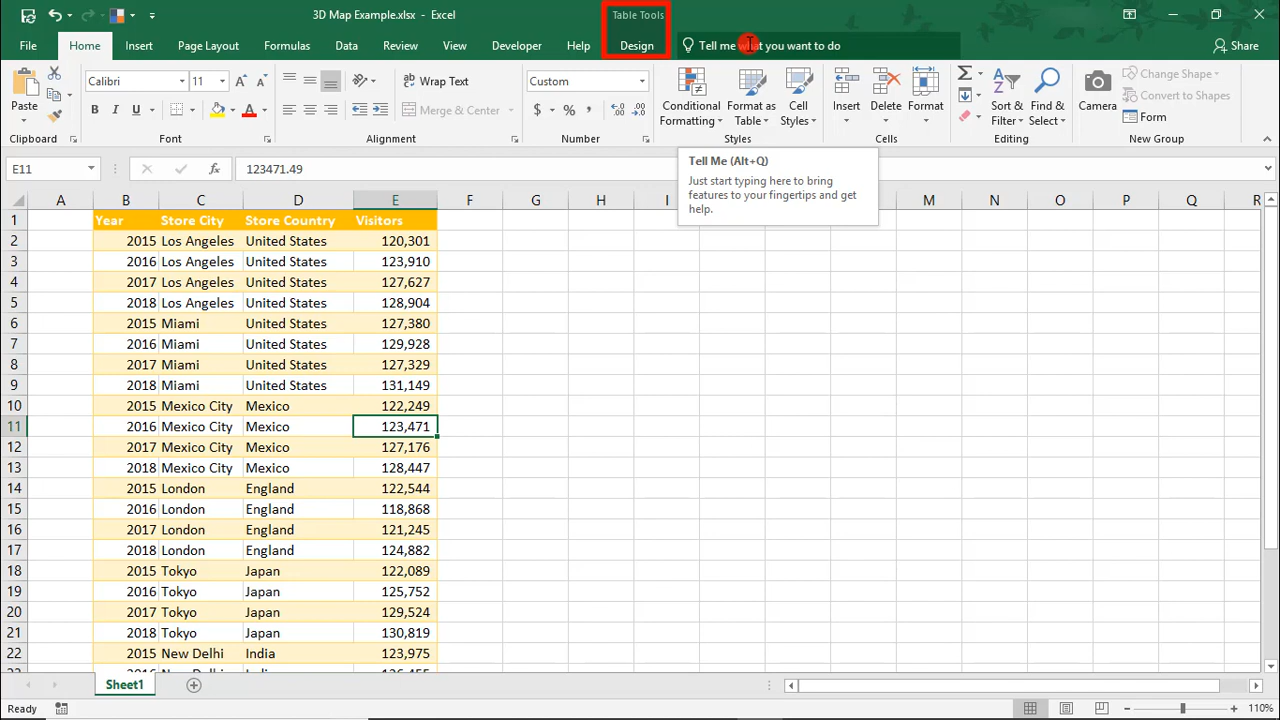 3D Map Example.xlsx - Excel
Table Tools
File Home Insert Page Layout Formulas Data Review View Developer Help Design Tell me what you want to do Share
Paste
Calibri 11
B I U
Wrap Text
Merge & Center
Custom
$ % ,
Conditional Formatting
Format as Table
Cell Styles
Insert
Delete
Format
Sort & Filter
Find & Select
Camera
Change Shape
Convert to Shapes
Form
Clipboard Font Alignment Number Styles Cells Editing New Group
Tell Me (Alt+Q)
Just start typing here to bring
features to your fingertips and get
help.
E11 fx 123471.49
A B C D E F G H I M N O P Q R
1 Year Store City Store Country Visitors
2 2015 Los Angeles United States 120,301
3 2016 Los Angeles United States 123,910
4 2017 Los Angeles United States 127,627
5 2018 Los Angeles United States 128,904
6 2015 Miami United States 127,380
7 2016 Miami United States 129,928
8 2017 Miami United States 127,329
9 2018 Miami United States 131,149
10 2015 Mexico City Mexico 122,249
11 2016 Mexico City Mexico 123,471
12 2017 Mexico City Mexico 127,176
13 2018 Mexico City Mexico 128,447
14 2015 London England 122,544
15 2016 London England 118,868
16 2017 London England 121,245
17 2018 London England 124,882
18 2015 Tokyo Japan 122,089
19 2016 Tokyo Japan 125,752
20 2017 Tokyo Japan 129,524
21 2018 Tokyo Japan 130,819
22 2015 New Delhi India 123,975
Sheet1
Ready 110%